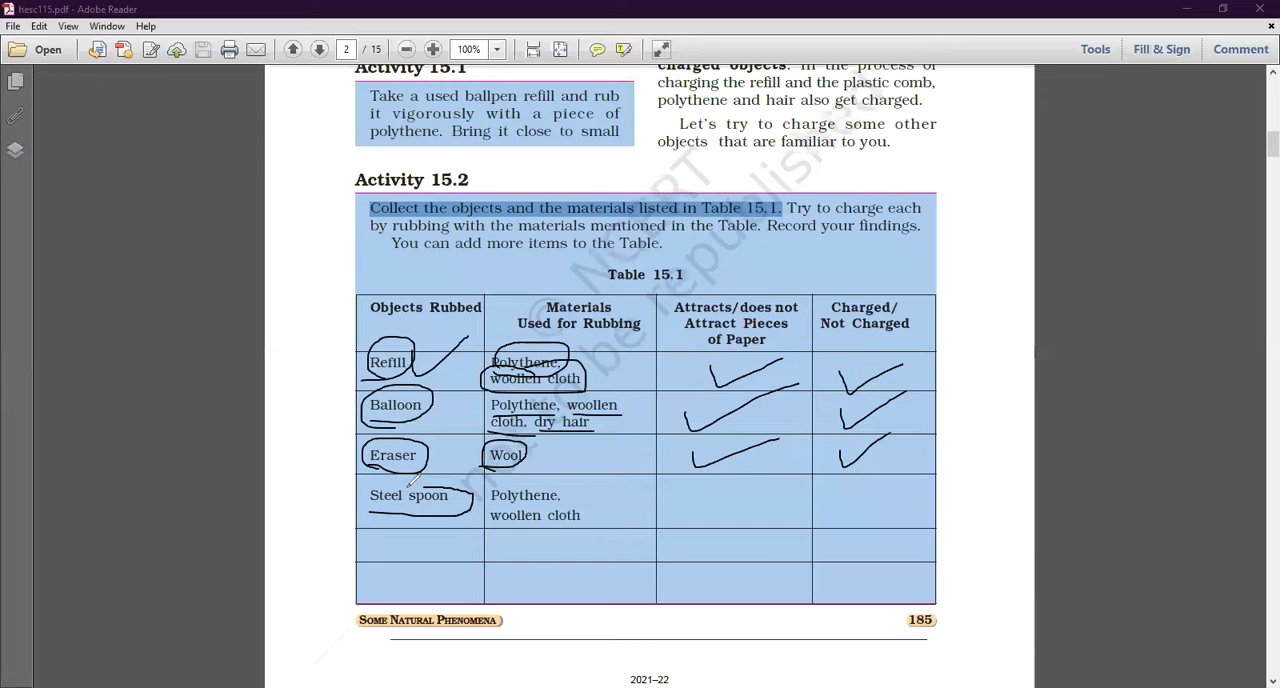 hesc115.pdf - Adobe Reader
File Edit View Window Help
Open 2 / 15 100% Tools Fill & Sign Comment
Activity 15.1
Take a used ballpen refill and rub
it vigorously with a piece of
polythene. Bring it close to small
charged objects. In the process of
charging the refill and the plastic comb,
polythene and hair also get charged.
Let's try to charge some other
objects that are familiar to you.
Activity 15.2
Collect the objects and the materials listed in Table 15.1. Try to charge each
by rubbing with the materials mentioned in the Table. Record your findings.
You can add more items to the Table.
Table 15.1
Objects Rubbed
Materials
Used for Rubbing
Attracts/does not
Attract Pieces
of Paper
Charged/
Not Charged
Refill
Polythene,
woollen cloth
Balloon
Polythene, woollen
cloth, dry hair
Eraser
Wool
Steel spoon
Polythene,
woollen cloth
© NCERT
not to be republished
SOME NATURAL PHENOMENA
185
2021–22